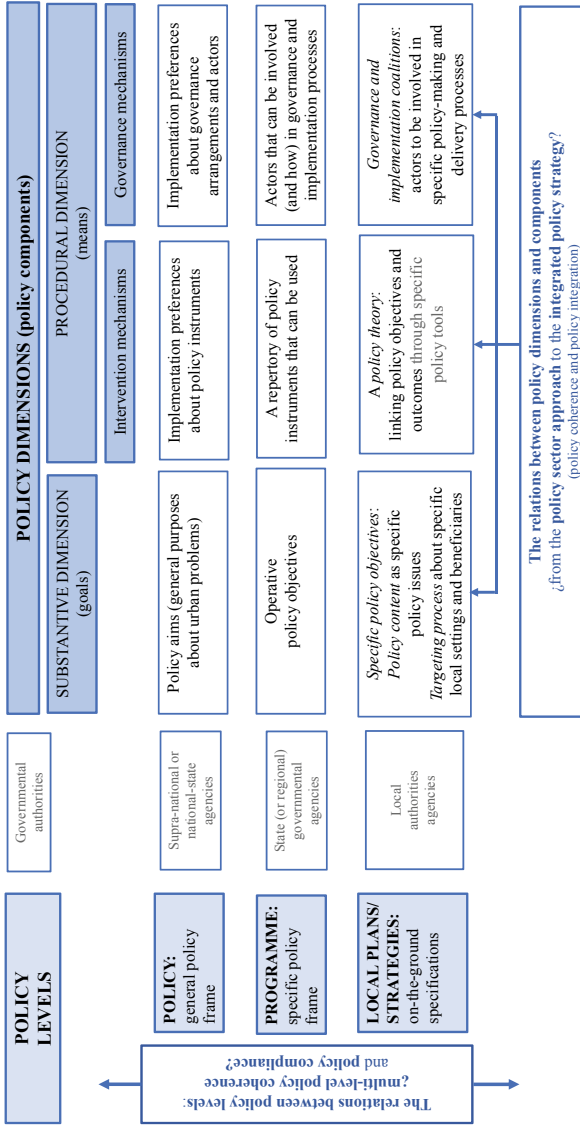 POLICY
LEVELS
Governmental
authorities
POLICY DIMENSIONS (policy components)
SUBSTANTIVE DIMENSION
(goals)
PROCEDURAL DIMENSION
(means)
Intervention mechanisms
Governance mechanisms
POLICY:
general policy
frame
Supra-national or
national-state
agencies
Policy aims (general purposes
about urban problems)
Implementation preferences
about policy instruments
Implementation preferences
about governance
arrangements and actors
PROGRAMME:
specific policy
frame
State (or regional)
governmental
agencies
Operative
policy objectives
A repertory of policy
instruments that can be used
Actors that can be involved
(and how) in governance and
implementation processes
LOCAL PLANS/
STRATEGIES:
on-the-ground
specifications
Local
authorities
agencies
Specific policy objectives:
Policy content as specific
policy issues
Targeting process about specific
local settings and beneficiaries
A policy theory:
linking policy objectives and
outcomes through specific
policy tools
Governance and
implementation coalitions:
actors to be involved in
specific policy-making and
delivery processes
The relations between policy levels:
¿multi-level policy coherence
and policy compliance?
The relations between policy dimensions and components
¿from the policy sector approach to the integrated policy strategy?
(policy coherence and policy integration)